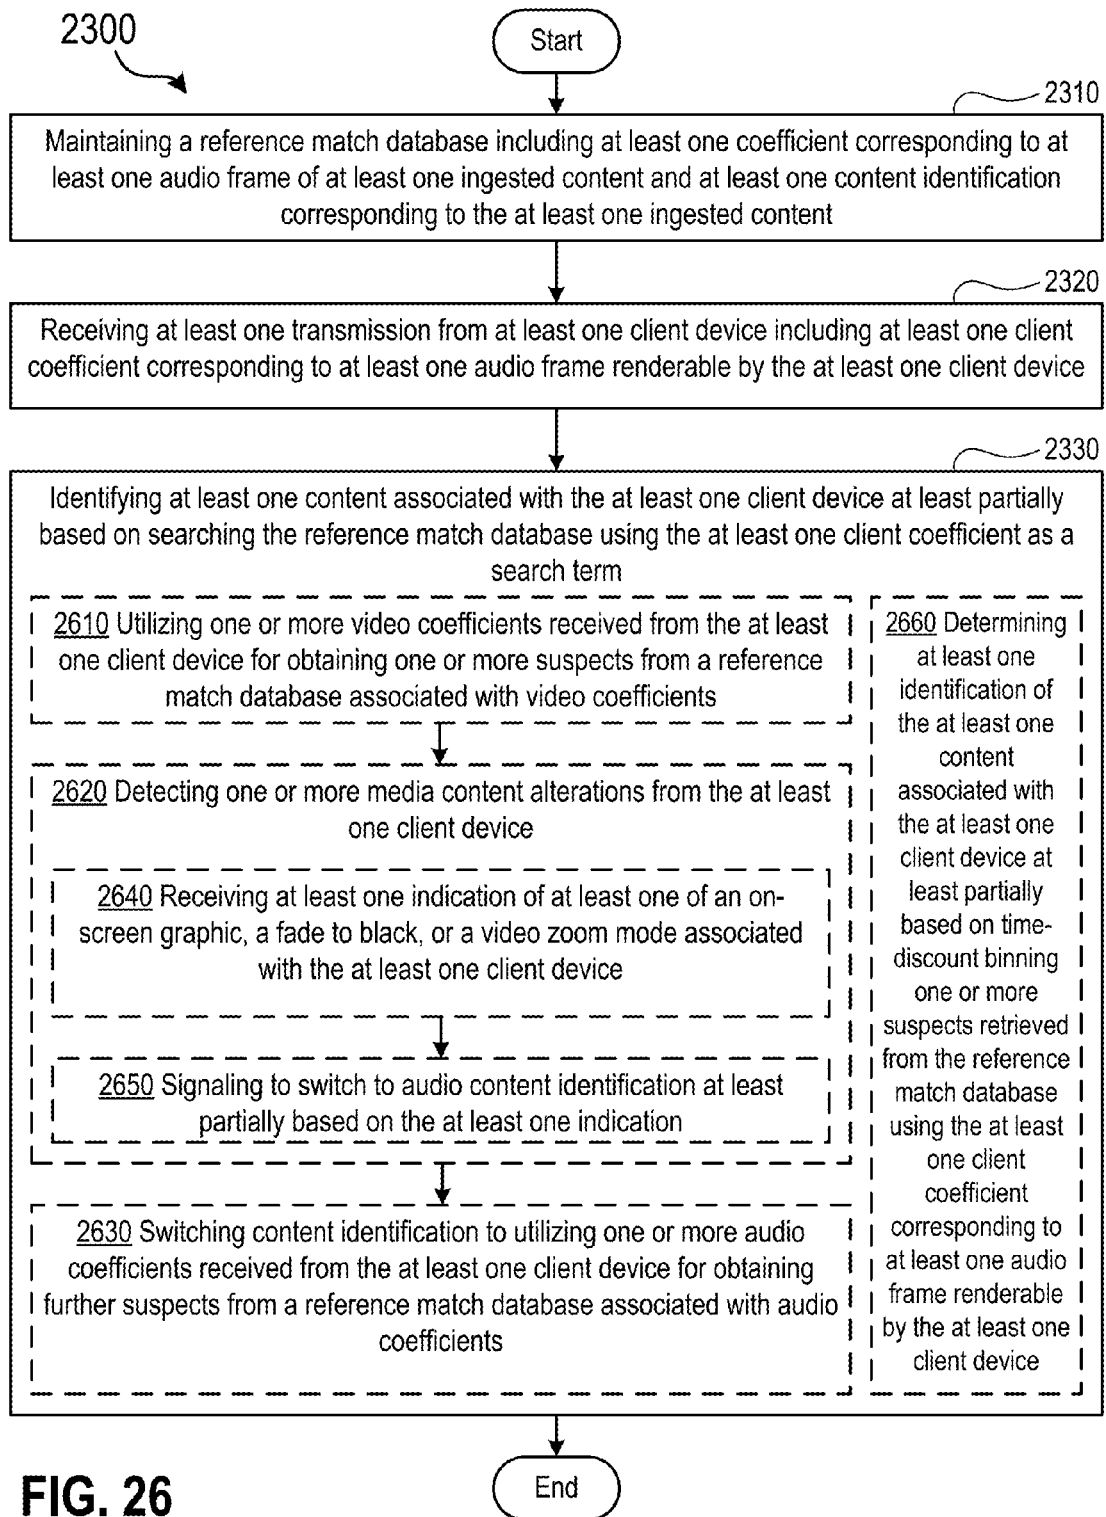 2300
Start
2310
Maintaining a reference match database including at least one coefficient corresponding to at
least one audio frame of at least one ingested content and at least one content identification
corresponding to the at least one ingested content
2320
Receiving at least one transmission from at least one client device including at least one client
coefficient corresponding to at least one audio frame renderable by the at least one client device
2330
Identifying at least one content associated with the at least one client device at least partially
based on searching the reference match database using the at least one client coefficient as a
search term
2610 Utilizing one or more video coefficients received from the at least
one client device for obtaining one or more suspects from a reference
match database associated with video coefficients
2620 Detecting one or more media content alterations from the at least
one client device
2640 Receiving at least one indication of at least one of an on-
screen graphic, a fade to black, or a video zoom mode associated
with the at least one client device
2650 Signaling to switch to audio content identification at least
partially based on the at least one indication
2630 Switching content identification to utilizing one or more audio
coefficients received from the at least one client device for obtaining
further suspects from a reference match database associated with audio
coefficients
2660 Determining
at least one
identification of
the at least one
content
associated with
the at least one
client device at
least partially
based on time-
discount binning
one or more
suspects retrieved
from the reference
match database
using the at least
one client
coefficient
corresponding to
at least one audio
frame renderable
by the at least one
client device
End
FIG. 26